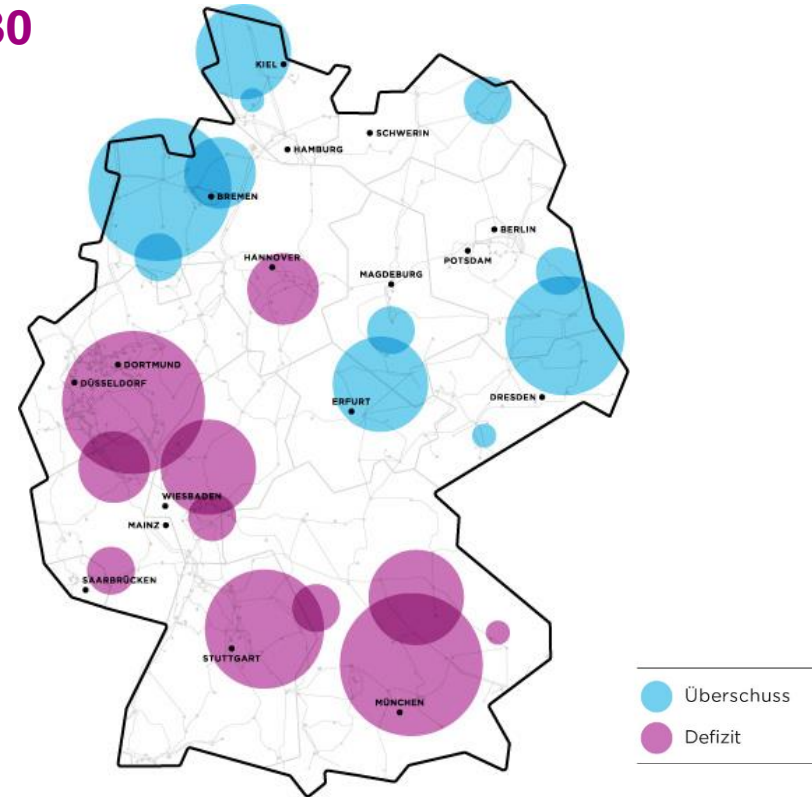 30
KIEL
SCHWERIN
HAMBURG
BREMEN
BERLIN
POTSDAM
HANNOVER
MAGDEBURG
DORTMUND
DÜSSELDORF
ERFURT
DRESDEN
WIESBADEN
MAINZ
SAARBRÜCKEN
STUTTGART
MÜNCHEN
Überschuss
Defizit